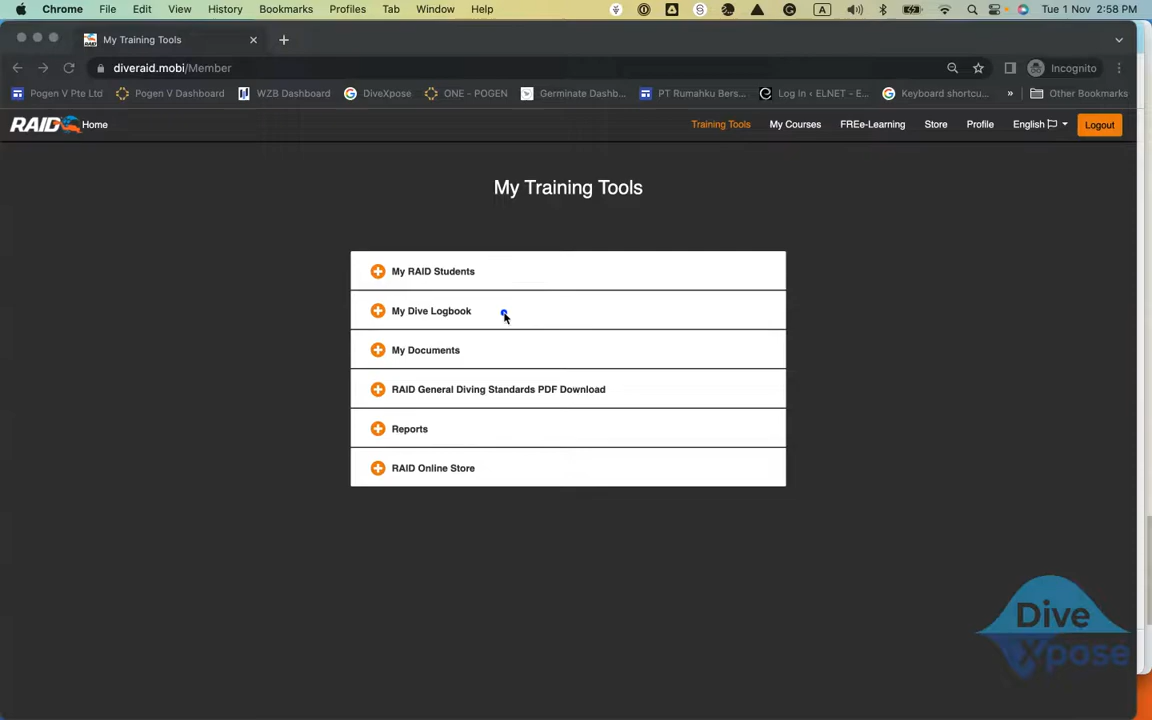 Chrome File Edit View History Bookmarks Profiles Tab Window Help A Tue 1 Nov 2:58 PM
My Training Tools
diveraid.mobi/Member Incognito
Pogen V Pte Ltd Pogen V Dashboard WZB Dashboard DiveXpose ONE - POGEN Germinate Dashb... PT Rumahku Bers... Log In ‹ ELNET – E... Keyboard shortcu... » Other Bookmarks
RAID Home Training Tools My Courses FREe-Learning Store Profile English Logout
My Training Tools
My RAID Students
My Dive Logbook
My Documents
RAID General Diving Standards PDF Download
Reports
RAID Online Store
Dive
Xpose